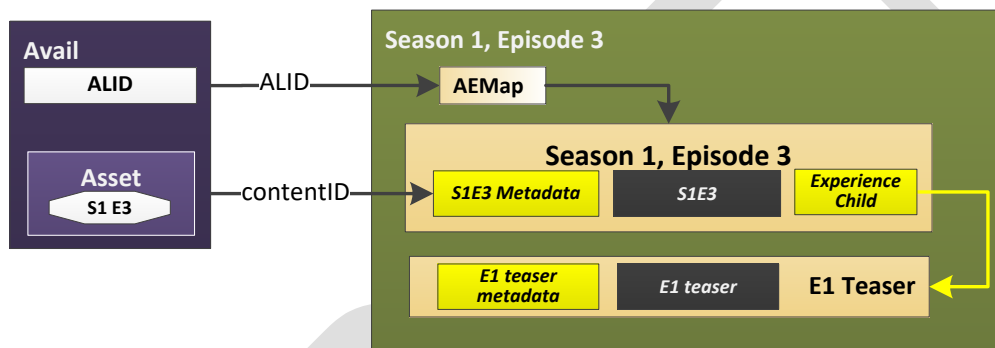 Avail
ALID
Asset
S1 E3
ALID
contentID
Season 1, Episode 3
AEMap
Season 1, Episode 3
S1E3 Metadata
S1E3
Experience
Child
E1 teaser
metadata
E1 teaser
E1 Teaser